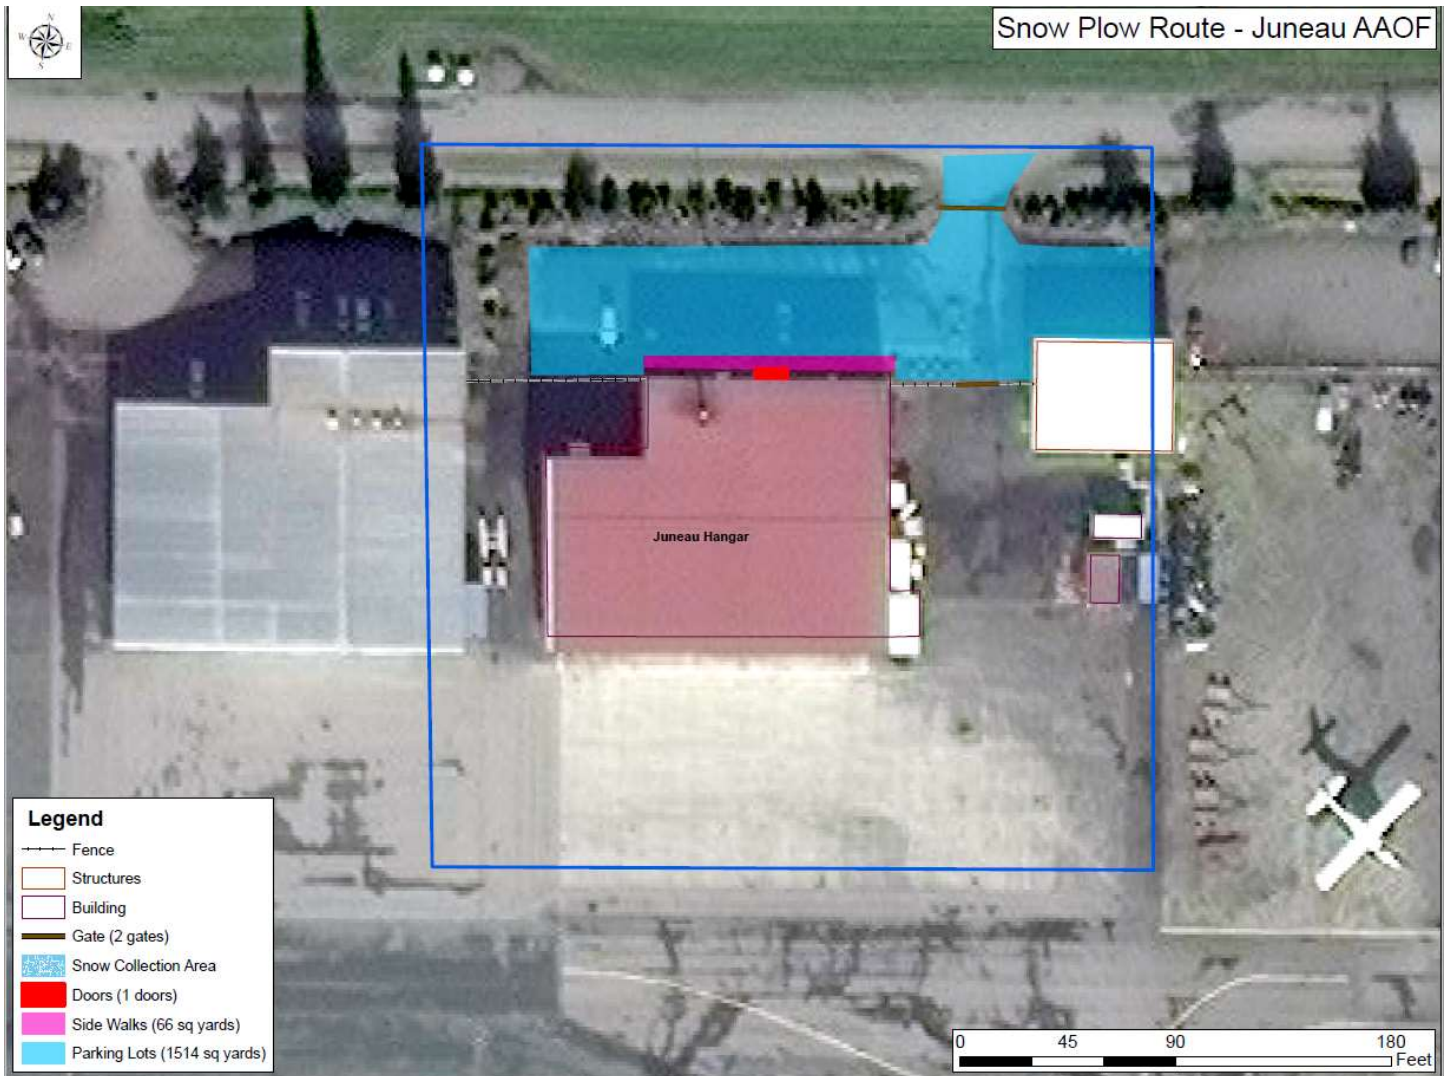 Snow Plow Route - Juneau AAOF
N
W
E
S
Juneau Hangar
Legend
Fence
Structures
Building
Gate (2 gates)
Snow Collection Area
Doors (1 doors)
Side Walks (66 sq yards)
Parking Lots (1514 sq yards)
0 45 90 180
Feet